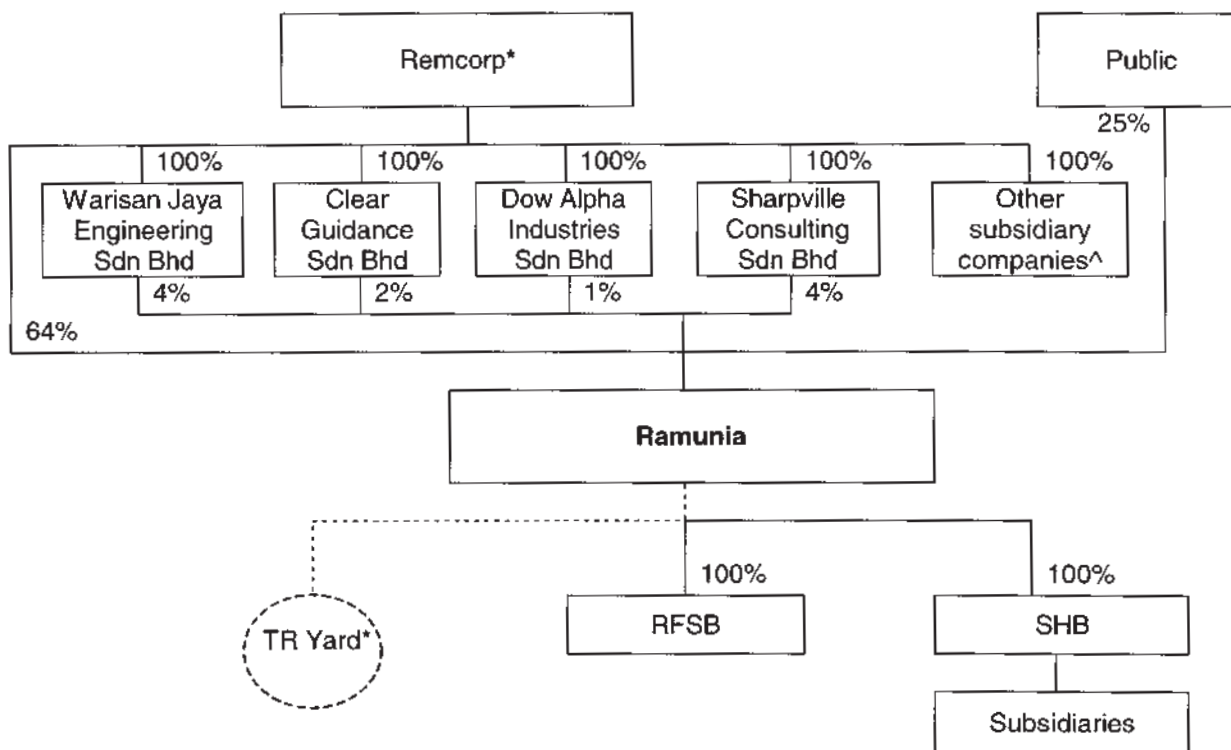 Remcorp*
Public
25%
100%
100%
100%
100%
100%
Warisan Jaya
Engineering
Sdn Bhd
Clear
Guidance
Sdn Bhd
Dow Alpha
Industries
Sdn Bhd
Sharpville
Consulting
Sdn Bhd
Other
subsidiary
companies^
4%
2%
1%
4%
64%
Ramunia
100%
100%
TR Yard*
RFSB
SHB
Subsidiaries